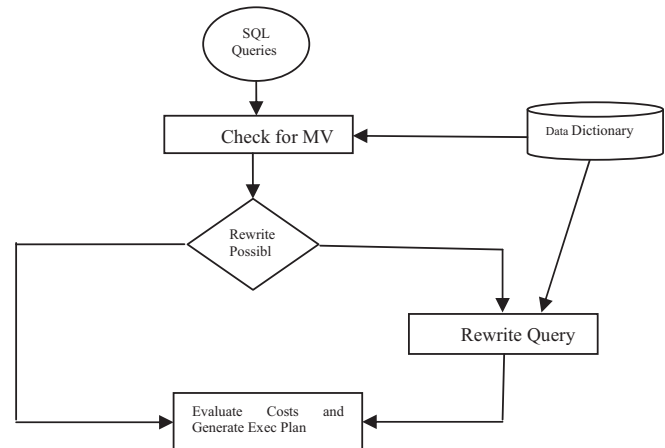 SQL
Queries
Check for MV
Data Dictionary
Rewrite
Possibl
Rewrite Query
Evaluate Costs and
Generate Exec Plan